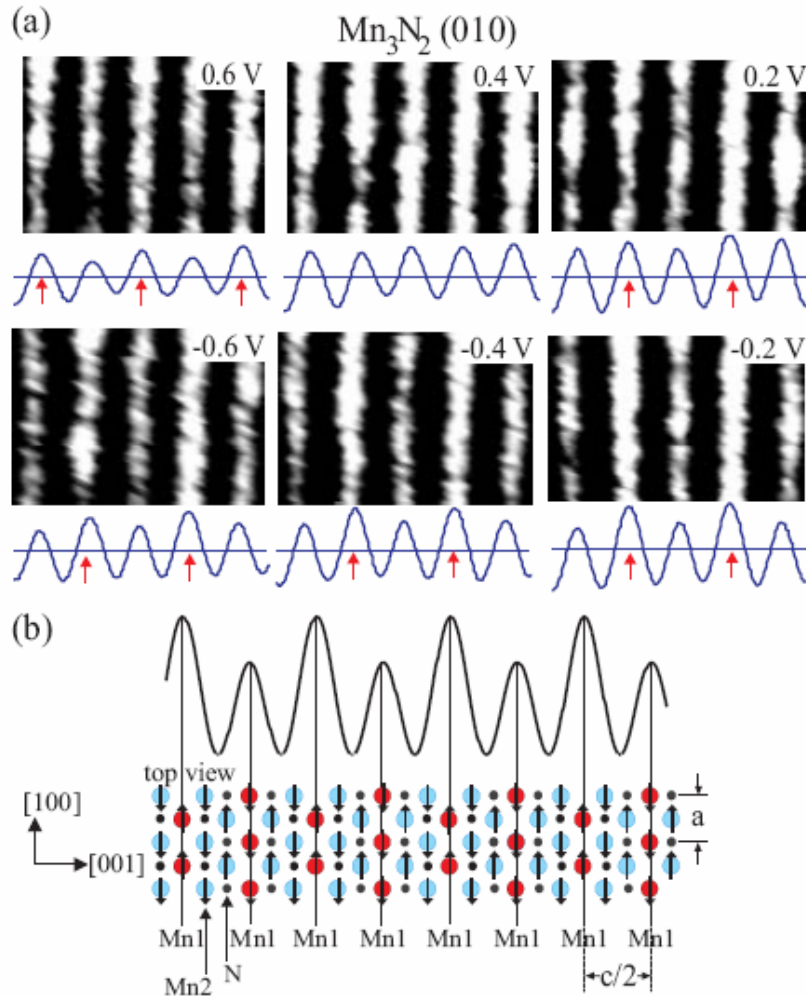 (a)
Mn3N2 (010)
0.6 V
0.4 V
0.2 V
-0.6 V
-0.4 V
-0.2 V
(b)
top view
[100]
[001]
a
Mn1 Mn1 Mn1 Mn1 Mn1 Mn1 Mn1 Mn1
Mn2
N
c/2